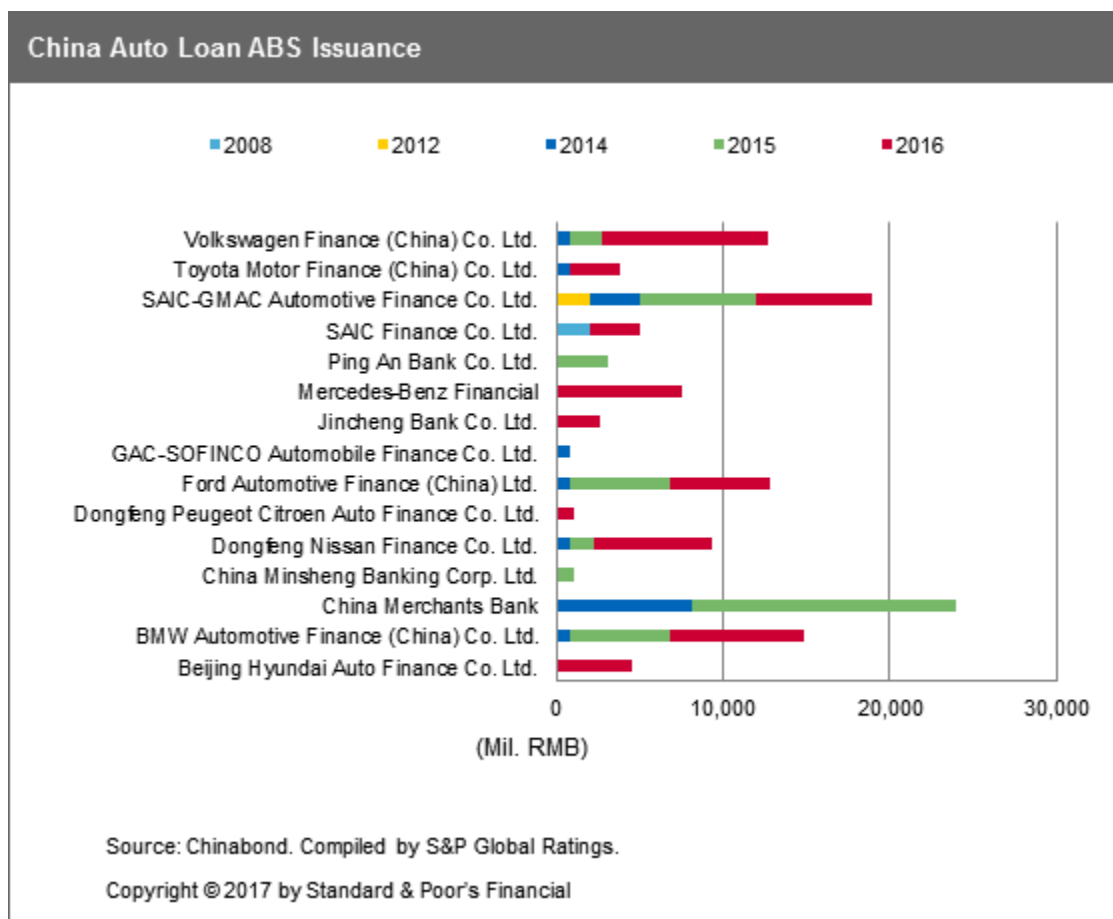 China Auto Loan ABS Issuance
2008 2012 2014 2015 2016
Volkswagen Finance (China) Co. Ltd.
Toyota Motor Finance (China) Co. Ltd.
SAIC-GMAC Automotive Finance Co. Ltd.
SAIC Finance Co. Ltd.
Ping An Bank Co. Ltd.
Mercedes-Benz Financial
Jincheng Bank Co. Ltd.
GAC-SOFINCO Automobile Finance Co. Ltd.
Ford Automotive Finance (China) Ltd.
Dongfeng Peugeot Citroen Auto Finance Co. Ltd.
Dongfeng Nissan Finance Co. Ltd.
China Minsheng Banking Corp. Ltd.
China Merchants Bank
BMW Automotive Finance (China) Co. Ltd.
Beijing Hyundai Auto Finance Co. Ltd.
0 10,000 20,000 30,000
(Mil. RMB)
Source: Chinabond. Compiled by S&P Global Ratings.
Copyright © 2017 by Standard & Poor's Financial